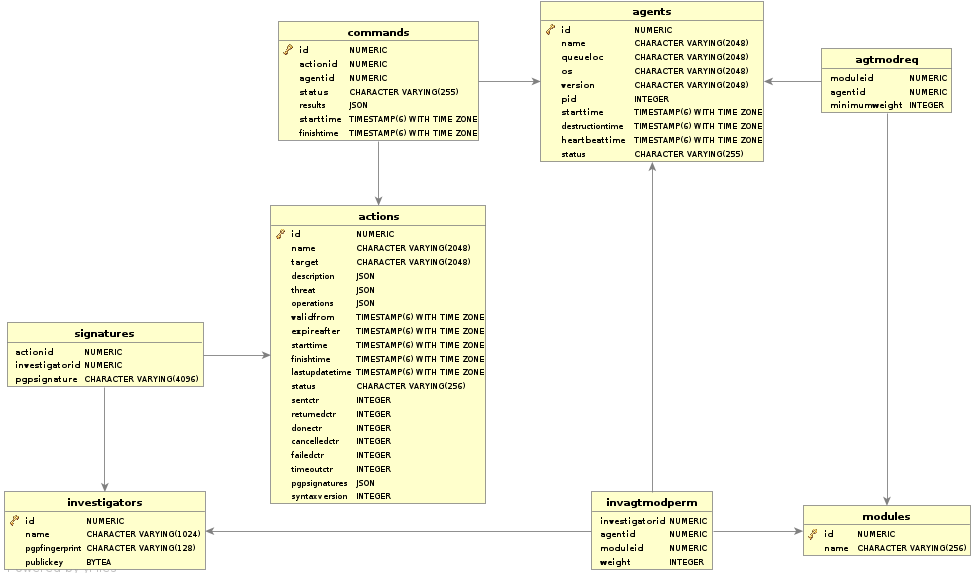 commands
id NUMERIC
actionid NUMERIC
agentid NUMERIC
status CHARACTER VARYING(255)
results JSON
starttime TIMESTAMP(6) WITH TIME ZONE
finishtime TIMESTAMP(6) WITH TIME ZONE
agents
id NUMERIC
name CHARACTER VARYING(2048)
queueloc CHARACTER VARYING(2048)
os CHARACTER VARYING(2048)
version CHARACTER VARYING(2048)
pid INTEGER
starttime TIMESTAMP(6) WITH TIME ZONE
destructiontime TIMESTAMP(6) WITH TIME ZONE
heartbeattime TIMESTAMP(6) WITH TIME ZONE
status CHARACTER VARYING(255)
agtmodreq
moduleid NUMERIC
agentid NUMERIC
minimumweight INTEGER
actions
id NUMERIC
name CHARACTER VARYING(2048)
target CHARACTER VARYING(2048)
description JSON
threat JSON
operations JSON
validfrom TIMESTAMP(6) WITH TIME ZONE
expireafter TIMESTAMP(6) WITH TIME ZONE
starttime TIMESTAMP(6) WITH TIME ZONE
finishtime TIMESTAMP(6) WITH TIME ZONE
lastupdatetime TIMESTAMP(6) WITH TIME ZONE
status CHARACTER VARYING(256)
sentctr INTEGER
returnedctr INTEGER
donectr INTEGER
cancelledctr INTEGER
failedctr INTEGER
timeoutctr INTEGER
pgpsignatures JSON
syntaxversion INTEGER
signatures
actionid NUMERIC
investigatorid NUMERIC
pgpsignature CHARACTER VARYING(4096)
investigators
id NUMERIC
name CHARACTER VARYING(1024)
pgpfingerprint CHARACTER VARYING(128)
publickey BYTEA
invagtmodperm
investigatorid NUMERIC
agentid NUMERIC
moduleid NUMERIC
weight INTEGER
modules
id NUMERIC
name CHARACTER VARYING(256)